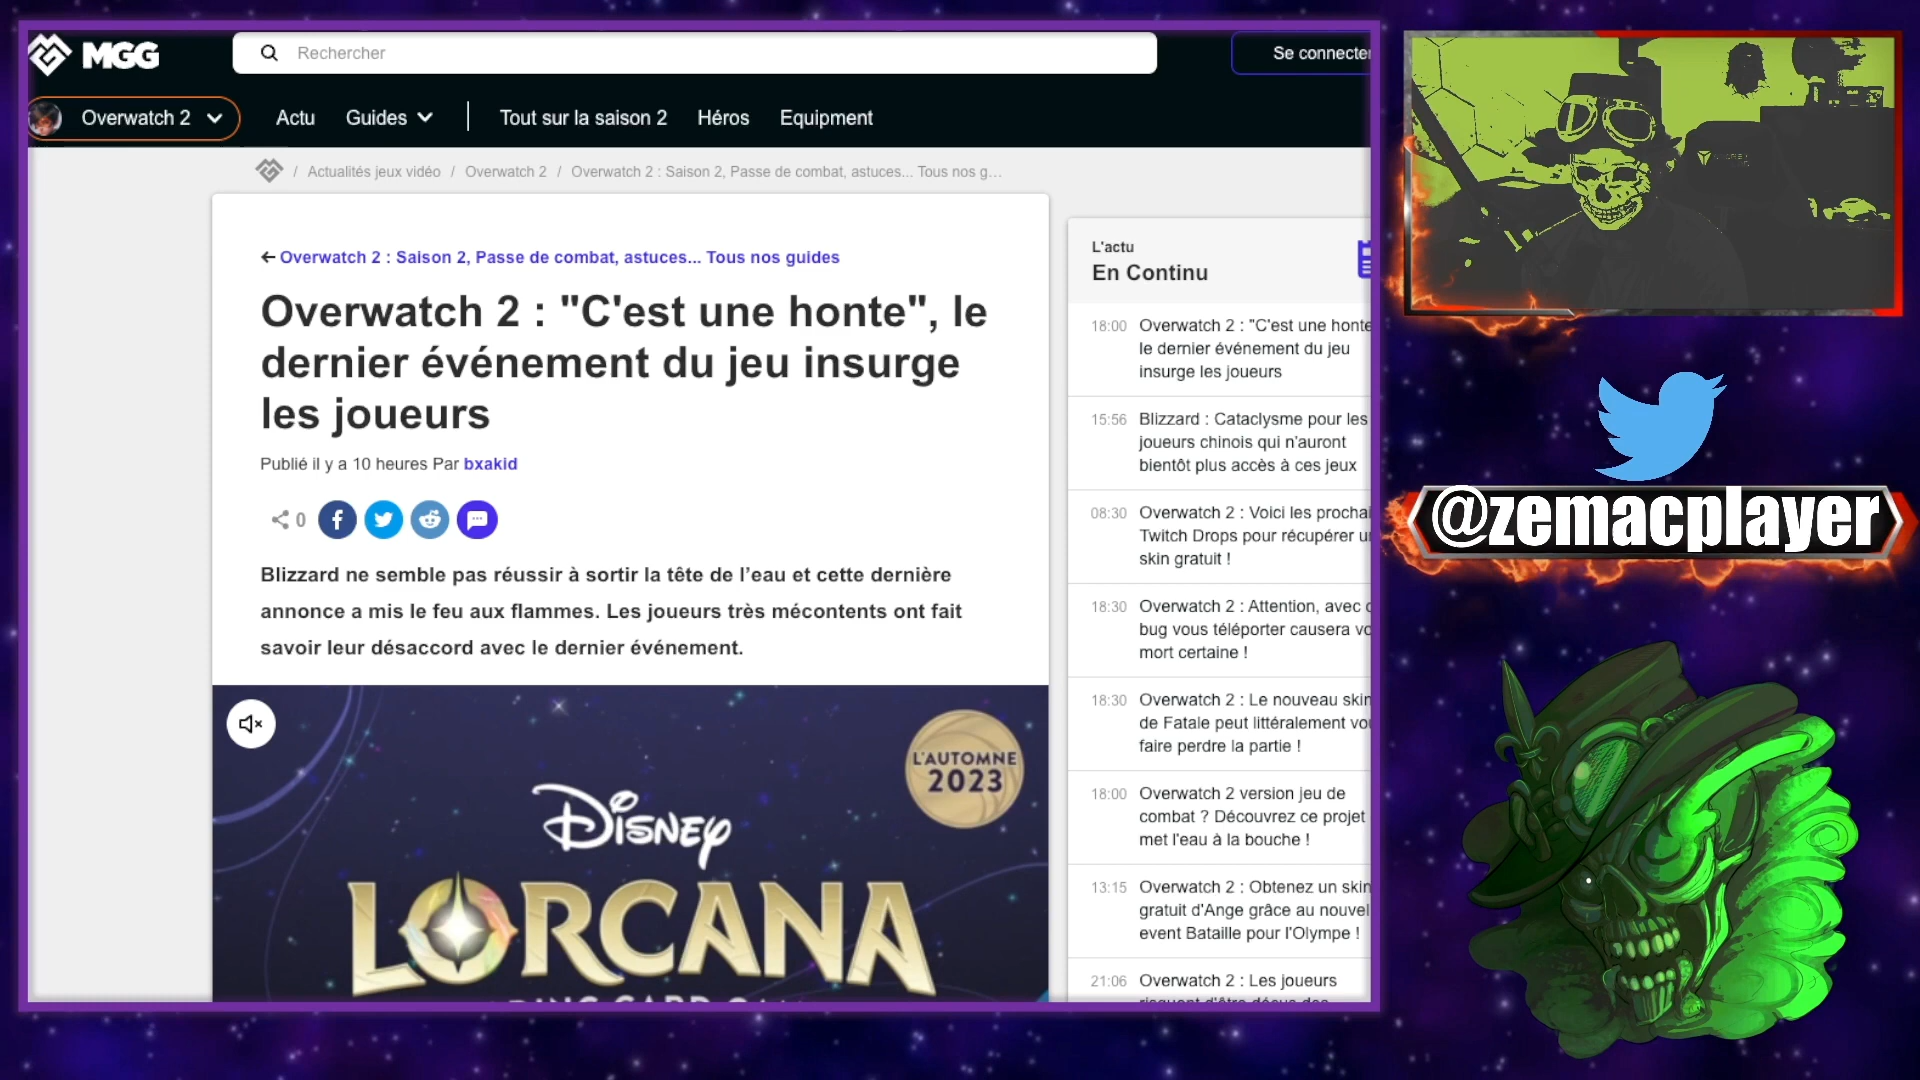 MGG
Rechercher
Se connecter
Overwatch 2
Actu
Guides
Tout sur la saison 2
Héros
Equipment
/ Actualités jeux vidéo / Overwatch 2 / Overwatch 2 : Saison 2, Passe de combat, astuces... Tous nos g…
Overwatch 2 : Saison 2, Passe de combat, astuces... Tous nos guides
Overwatch 2 : "C'est une honte", le
dernier événement du jeu insurge
les joueurs
Publié il y a 10 heures Par bxakid
0
Blizzard ne semble pas réussir à sortir la tête de l’eau et cette dernière
annonce a mis le feu aux flammes. Les joueurs très mécontents ont fait
savoir leur désaccord avec le dernier événement.
L'AUTOMNE
2023
Disney
LORCANA
L'actu
En Continu
18:00 Overwatch 2 : "C'est une honte
le dernier événement du jeu
insurge les joueurs
15:56 Blizzard : Cataclysme pour les
joueurs chinois qui n'auront
bientôt plus accès à ces jeux
08:30 Overwatch 2 : Voici les prochai
Twitch Drops pour récupérer u
skin gratuit !
18:30 Overwatch 2 : Attention, avec c
bug vous téléporter causera vo
mort certaine !
18:30 Overwatch 2 : Le nouveau skin
de Fatale peut littéralement vou
faire perdre la partie !
18:00 Overwatch 2 version jeu de
combat ? Découvrez ce projet
met l'eau à la bouche !
13:15 Overwatch 2 : Obtenez un skin
gratuit d'Ange grâce au nouvel
event Bataille pour l'Olympe !
21:06 Overwatch 2 : Les joueurs
@zemacplayer